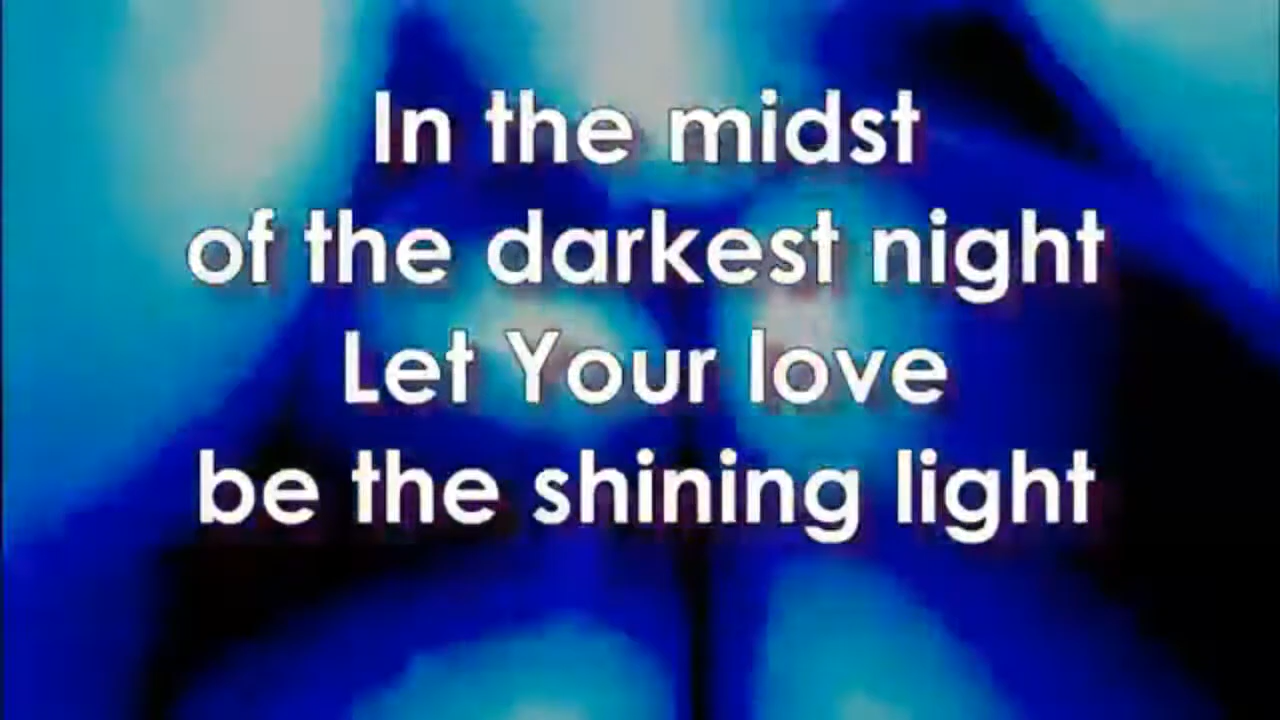 In the midst
of the darkest night
Let Your love
be the shining light